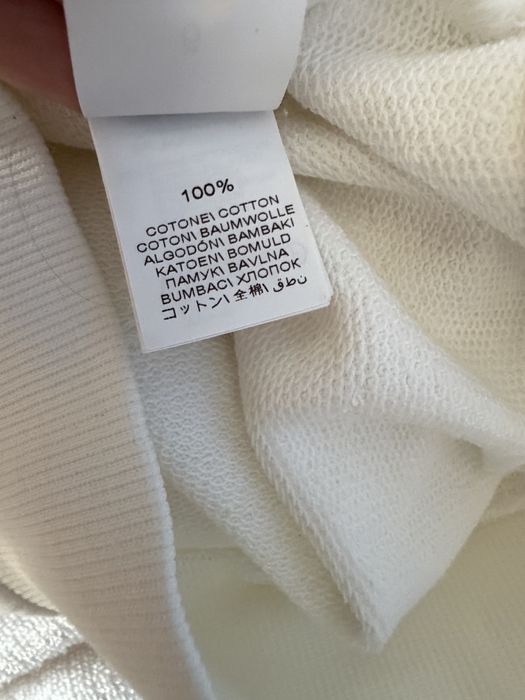 100%
COTONE\ COTTON
COTON\ BAUMWOLLE
ALGODÓN\ BAMBAKI
KATOEN\ BOMULD
ПАМУК\ BAVLNA
BUMBAC\ ХЛОПОК
コットン\ 全棉\ نطق